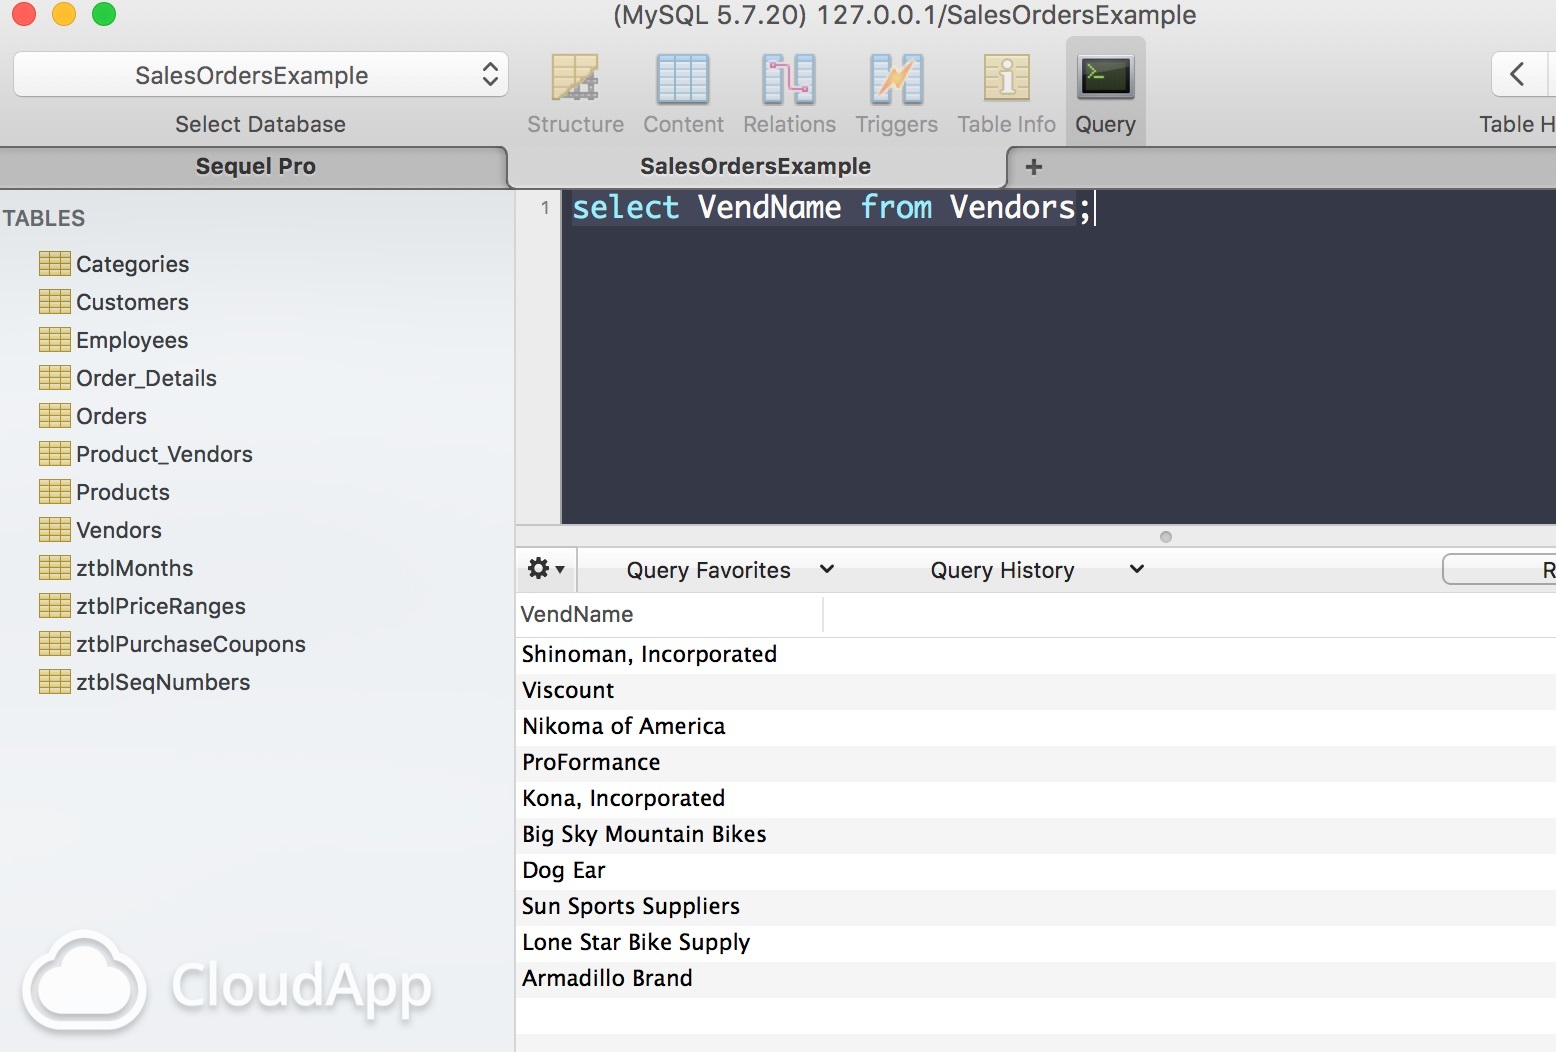 (MySQL 5.7.20) 127.0.0.1/SalesOrdersExample
SalesOrdersExample
Select Database
Structure
Content
Relations
Triggers
Table Info
Query
Table H
Sequel Pro
SalesOrdersExample
+
TABLES
Categories
Customers
Employees
Order_Details
Orders
Product_Vendors
Products
Vendors
ztblMonths
ztblPriceRanges
ztblPurchaseCoupons
ztblSeqNumbers
1 select VendName from Vendors;
Query Favorites
Query History
R
VendName
Shinoman, Incorporated
Viscount
Nikoma of America
ProFormance
Kona, Incorporated
Big Sky Mountain Bikes
Dog Ear
Sun Sports Suppliers
Lone Star Bike Supply
Armadillo Brand
CloudApp